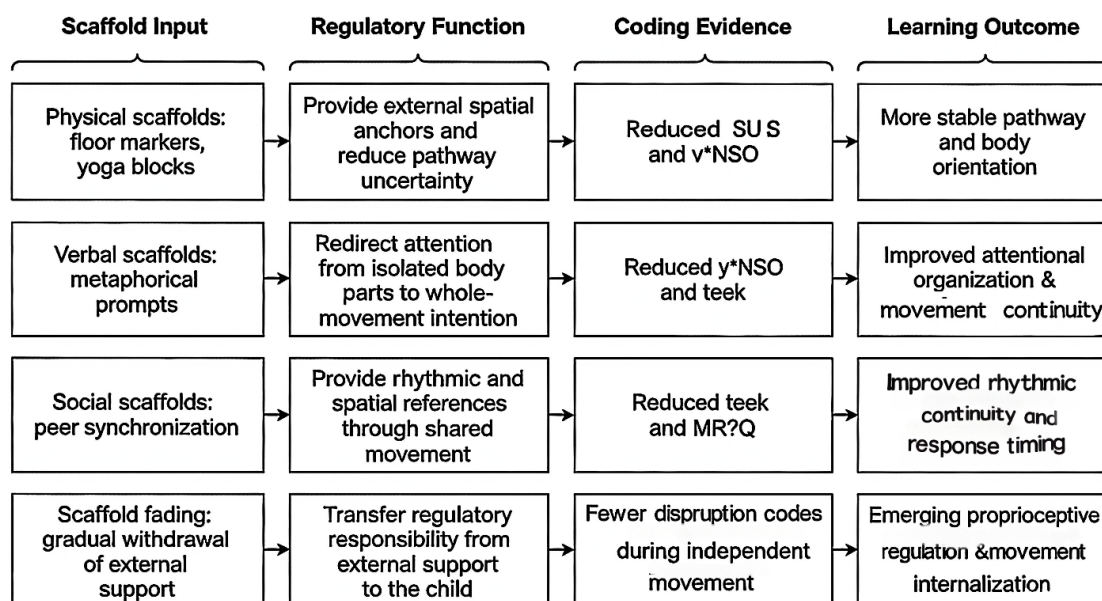 Scaffold Input
Regulatory Function
Coding Evidence
Learning Outcome
Physical scaffolds:
floor markers,
yoga blocks
Provide external spatial
anchors and
reduce pathway
uncertainty
Reduced SUS
and v*NSO
More stable pathway
and body
orientation
Verbal scaffolds:
metaphorical
prompts
Redirect attention
from isolated body
parts to whole-
movement intention
Reduced y*NSO
and teek
Improved attentional
organization &
movement continuity
Social scaffolds:
peer synchronization
Provide rhythmic and
spatial references
through shared
movement
Reduced teek
and MR?Q
Improved rhythmic
continuity and
response timing
Scaffold fading:
gradual withdrawal
of external
support
Transfer regulatory
responsibility from
external support
to the child
Fewer disruption codes
during independent
movement
Emerging proprioceptive
regulation &movement
internalization